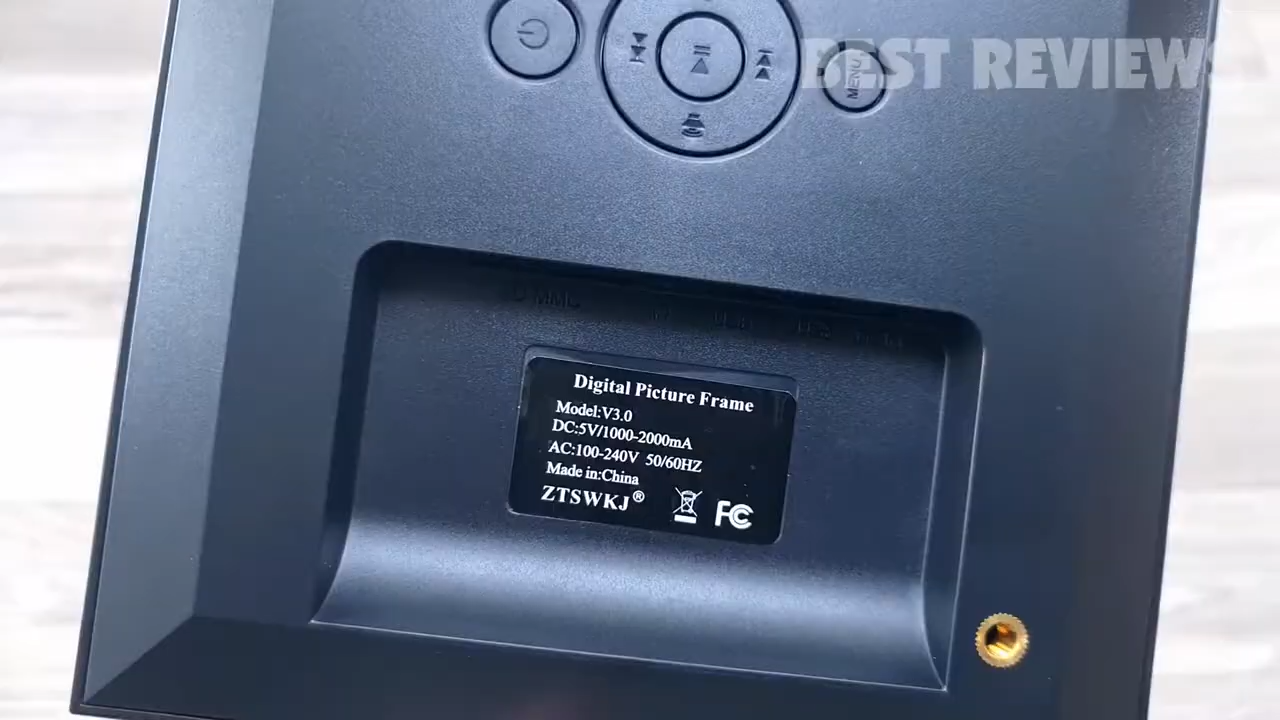 BEST REVIEWS
MENU
Digital Picture Frame
Model:V3.0
DC:5V/1000-2000mA
AC:100-240V 50/60HZ
Made in:China
ZTSWKJ®
FC